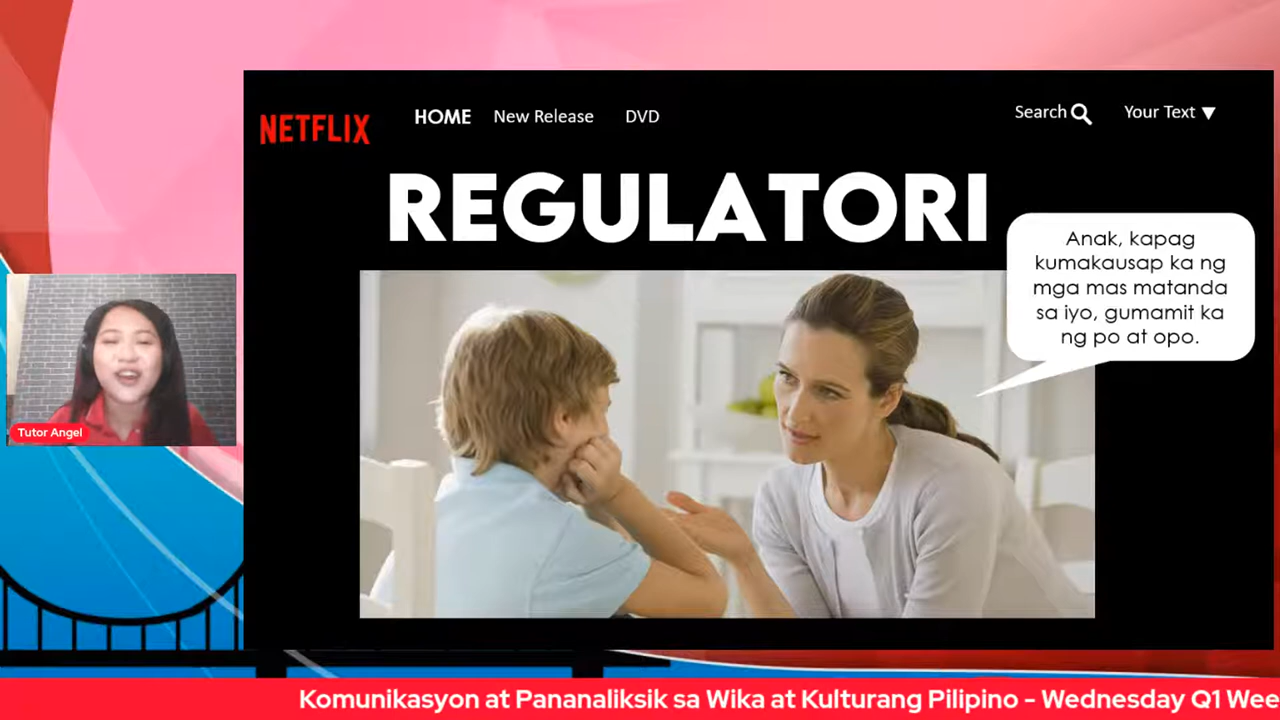 NETFLIX
HOME New Release DVD
Search Your Text
REGULATORI
Anak, kapag
kumakausap ka ng
mga mas matanda
sa iyo, gumamit ka
ng po at opo.
Tutor Angel
Komunikasyon at Pananaliksik sa Wika at Kulturang Pilipino - Wednesday Q1 Wee